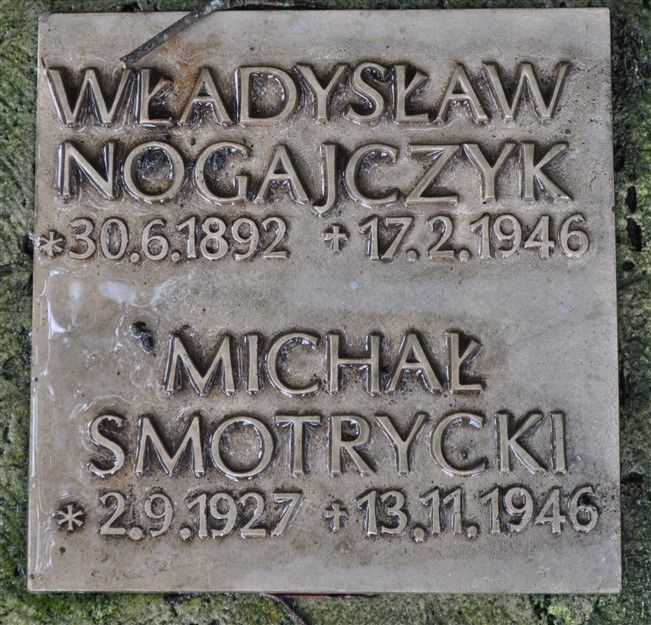 WŁADYSŁAW
NOGAJCZYK
*30.6.1892 ✝17.2.1946
MICHAŁ
SMOTRYCKI
*2.9.1927 ✝13.11.1946